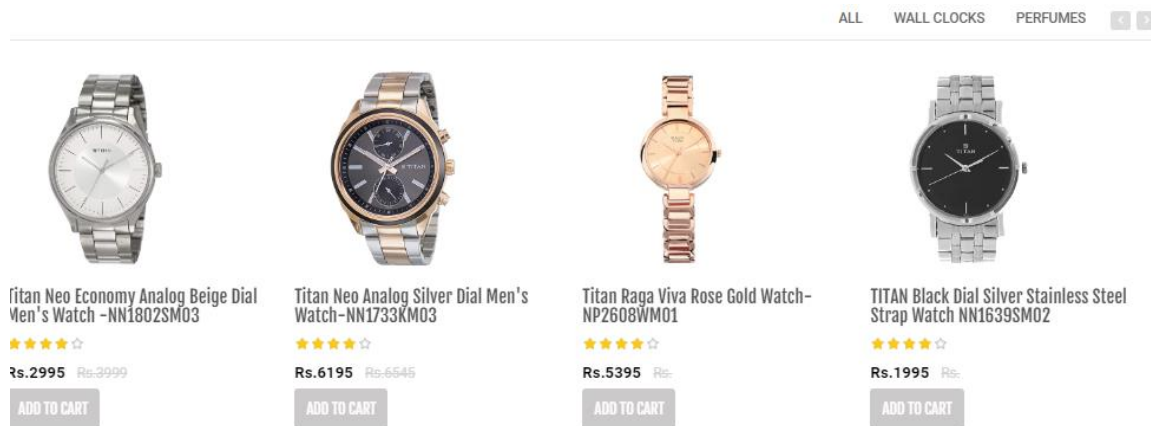 ALL WALL CLOCKS PERFUMES
Titan Neo Economy Analog Beige Dial
Men's Watch -NN1802SM03
Rs.2995 Rs.3999
ADD TO CART
Titan Neo Analog Silver Dial Men's
Watch-NN1733KM03
Rs.6195 Rs.6545
ADD TO CART
Titan Raga Viva Rose Gold Watch-
NP2608WM01
Rs.5395 Rs.
ADD TO CART
TITAN Black Dial Silver Stainless Steel
Strap Watch NN1639SM02
Rs.1995 Rs.
ADD TO CART
TITAN
TITAN